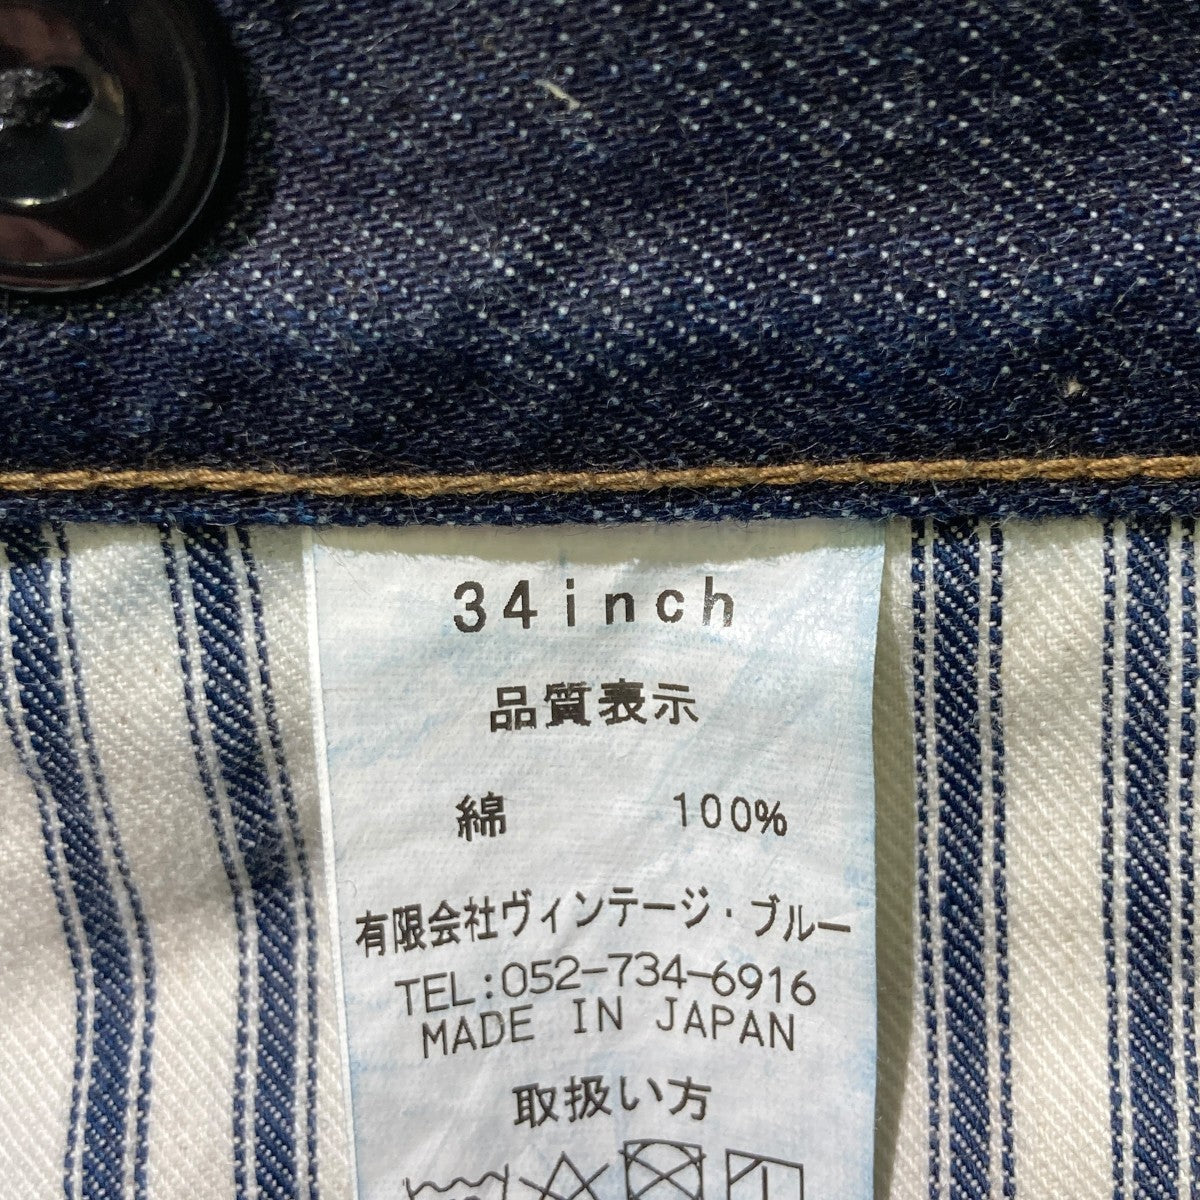 34inch
品質表示
綿 100%
有限会社ヴィンテージ・ブルー
TEL:052-734-6916
MADE IN JAPAN
取扱い方